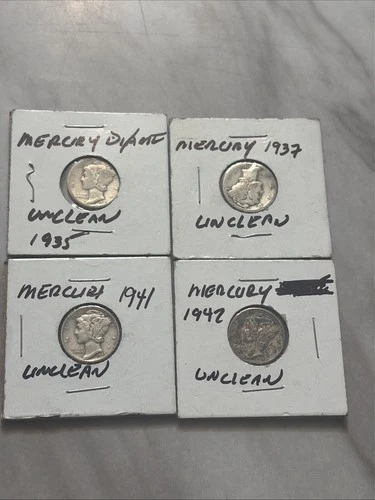 MERCURY DIME
UNCLEAN
1935
MERCURY 1937
UNCLEAN
MERCURY 1941
UNCLEAN
MERCURY
1942
UNCLEAN